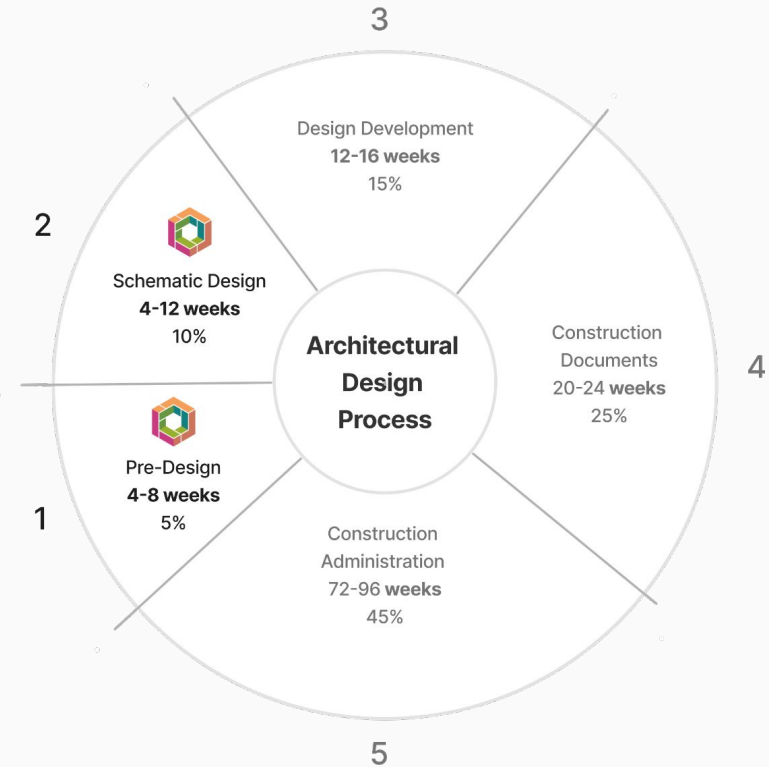 3
Design Development
12-16 weeks
15%
2
Schematic Design
4-12 weeks
10%
Architectural
Design
Process
Construction
Documents
20-24 weeks
25%
4
Pre-Design
4-8 weeks
5%
1
Construction
Administration
72-96 weeks
45%
5